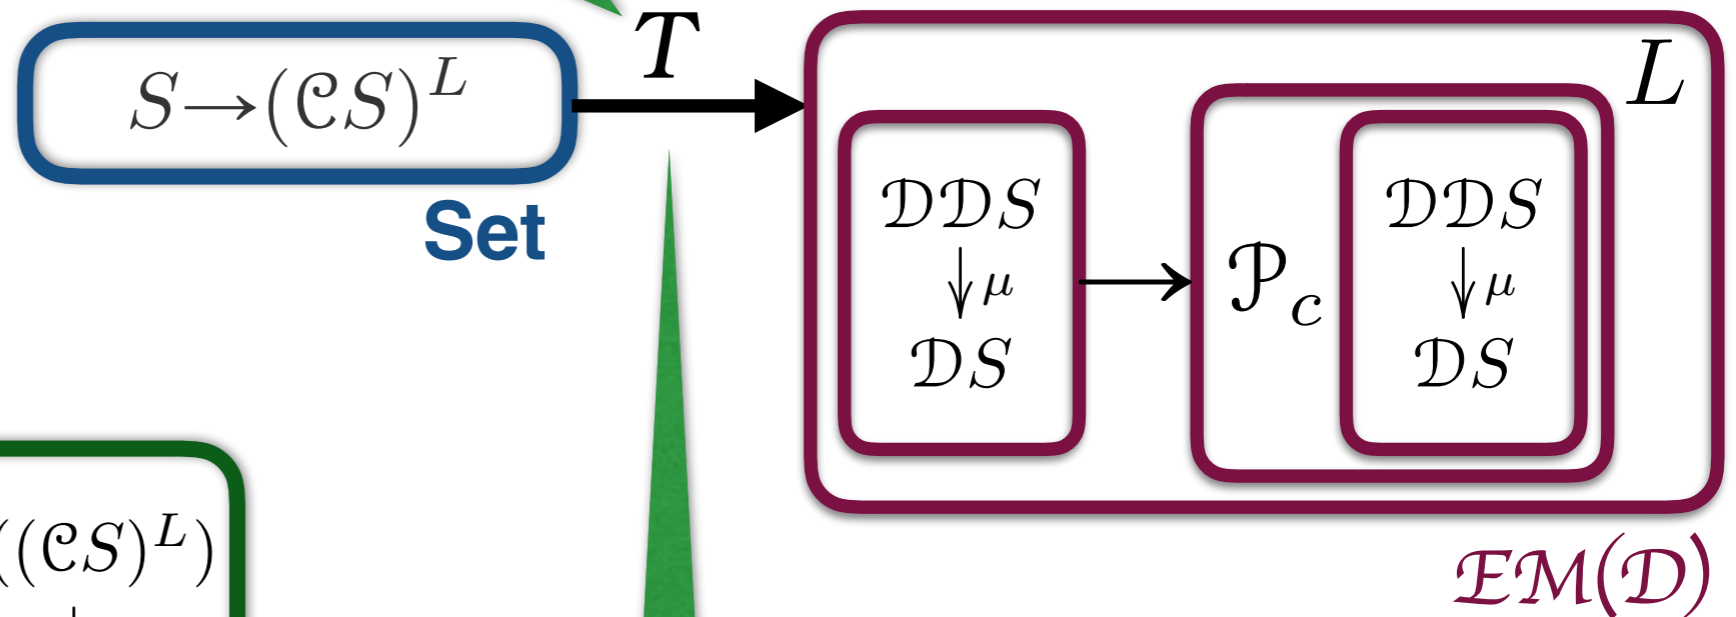 S→(𝒞S)^L
Set
T
L
𝒟𝒟S
↓μ
𝒟S
→
𝒫_c
𝒟𝒟S
↓μ
𝒟S
ℰℳ(𝒟)
((𝒞S)^L)